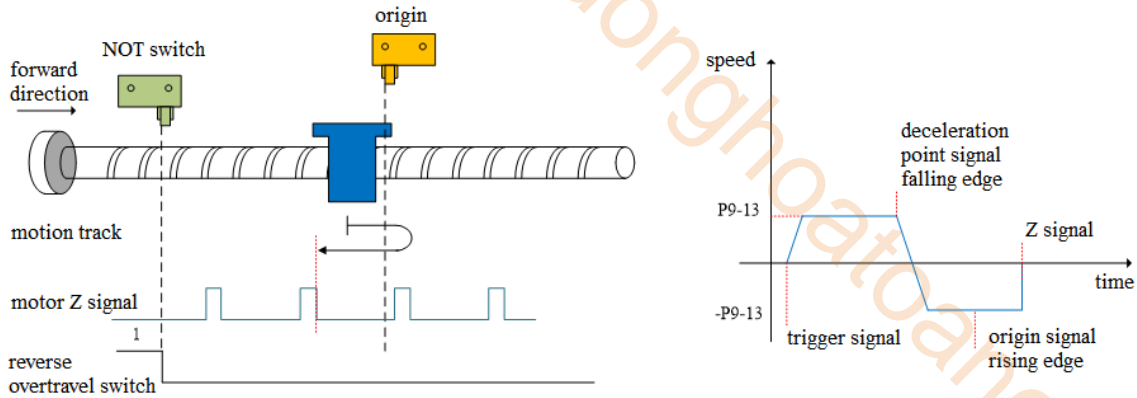 origin
NOT switch
forward
direction
motion track
motor Z signal
1
reverse
overtravel switch
speed
deceleration
point signal
falling edge
P9-13
Z signal
time
-P9-13
trigger signal
origin signal
rising edge